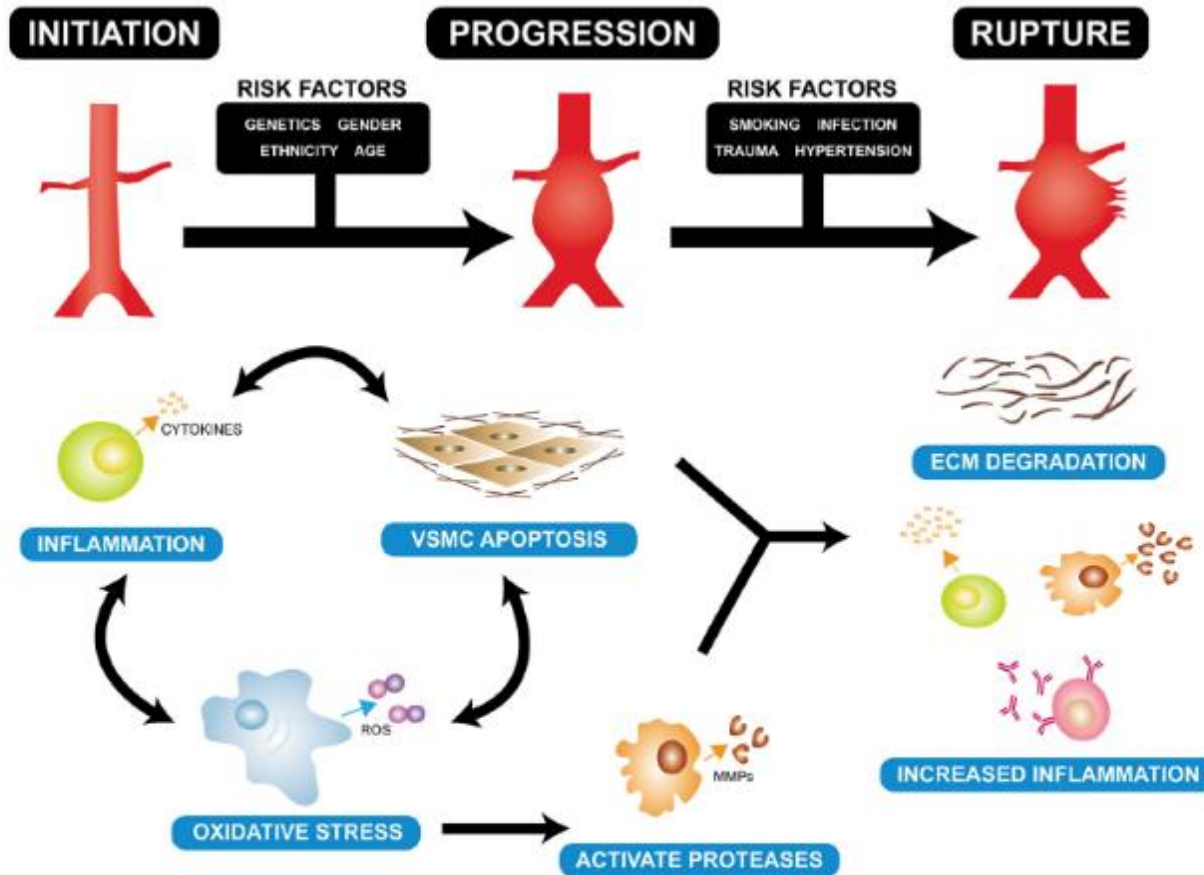 INITIATION
PROGRESSION
RUPTURE
RISK FACTORS
GENETICS GENDER
ETHNICITY AGE
RISK FACTORS
SMOKING INFECTION
TRAUMA HYPERTENSION
CYTOKINES
INFLAMMATION
VSMC APOPTOSIS
ECM DEGRADATION
ROS
OXIDATIVE STRESS
MMPs
ACTIVATE PROTEASES
INCREASED INFLAMMATION